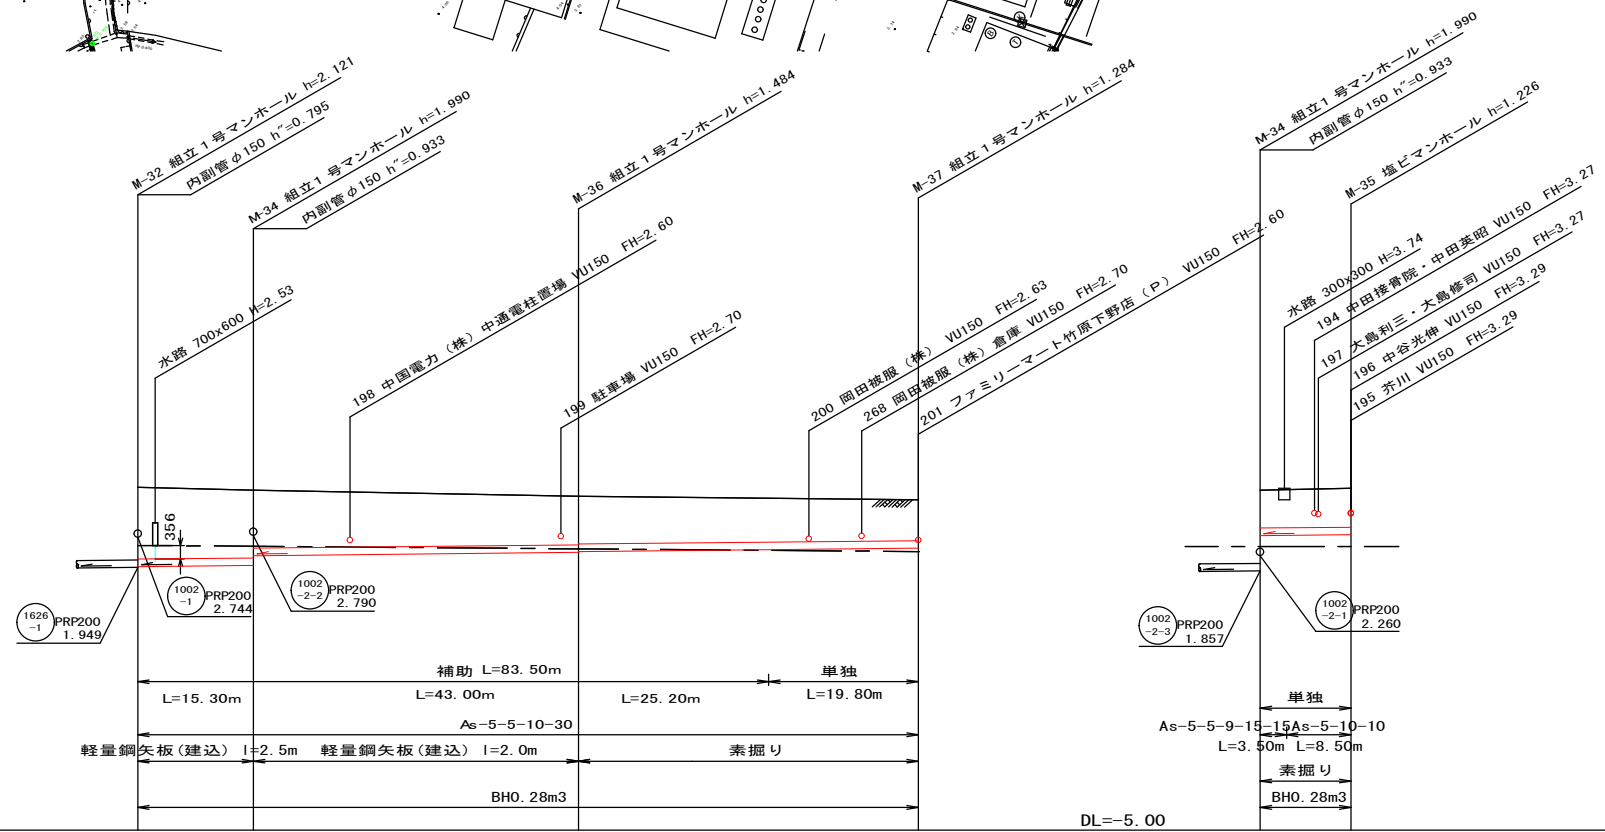 M-32 組立1号マンホール h=2.121
内副管φ150 h″=0.795
M-34 組立1号マンホール h=1.990
内副管φ150 h″=0.933
M-36 組立1号マンホール h=1.484
M-37 組立1号マンホール h=1.284
水路 700x600 H=2.53
198 中国電力（株）中通電柱置場 VU150 FH=2.60
199 駐車場 VU150 FH=2.70
200 岡田被服（株） VU150 FH=2.63
268 岡田被服（株）倉庫 VU150 FH=2.70
201 ファミリーマート竹原下野店（P） VU150 FH=2.60
M-34 組立1号マンホール h=1.990
内副管φ150 h″=0.933
M-35 塩ビマンホール h=1.226
水路 300x300 H=3.74
194 中田接骨院・中田英昭 VU150 FH=3.27
197 大島利三・大島修司 VU150 FH=3.27
196 中谷光伸 VU150 FH=3.29
195 芥川 VU150 FH=3.29
356
1626
-1
PRP200
1.949
1002
-1
PRP200
2.744
1002
-2-2
PRP200
2.790
1002
-2-3
PRP200
1.857
1002
-2-1
PRP200
2.260
補助 L=83.50m
単独
L=15.30m
L=43.00m
L=25.20m
L=19.80m
As-5-5-10-30
軽量鋼矢板(建込) l=2.5m
軽量鋼矢板(建込) l=2.0m
素掘り
BH0.28m3
単独
As-5-5-9-15-15
As-5-10-10
L=3.50m
L=8.50m
素掘り
BH0.28m3
DL=-5.00